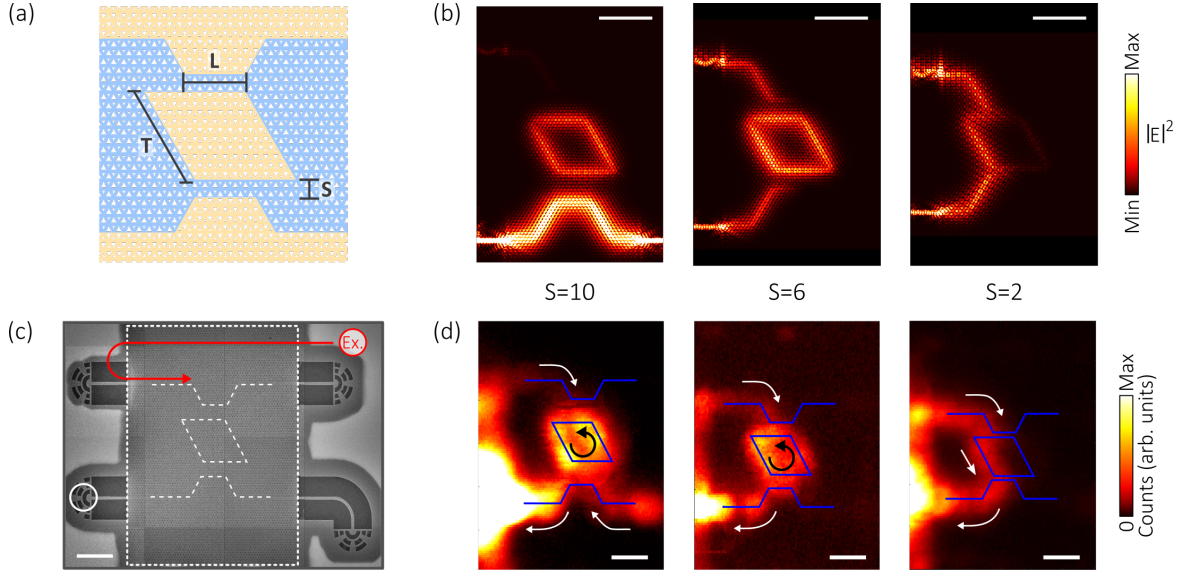 (a)
L
T
S
(b)
Max
|E|²
Min
S=10
S=6
S=2
(c)
Ex.
(d)
Max
Counts (arb. units)
0